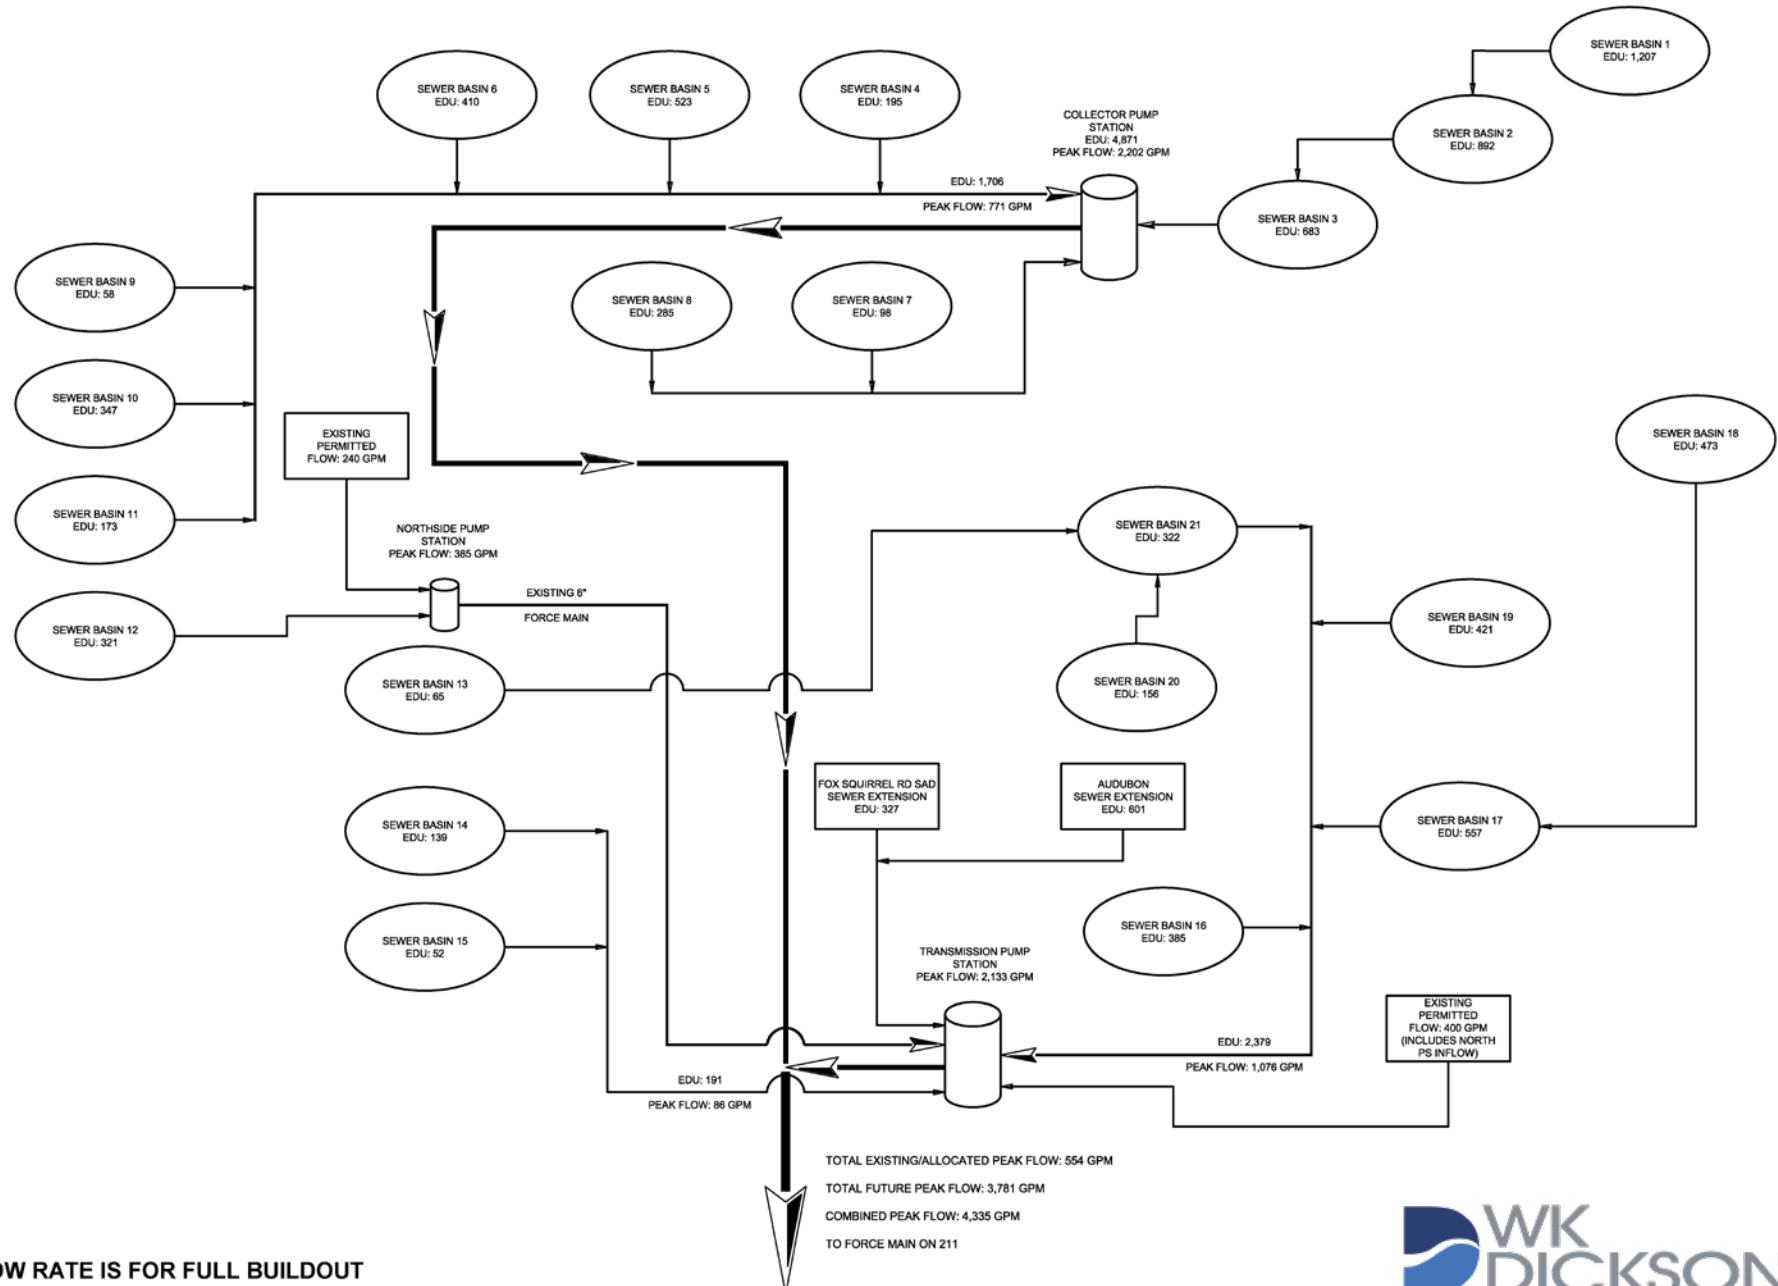 SEWER BASIN 1
EDU: 1,207
SEWER BASIN 6
EDU: 410
SEWER BASIN 5
EDU: 523
SEWER BASIN 4
EDU: 195
COLLECTOR PUMP
STATION
EDU: 4,871
PEAK FLOW: 2,202 GPM
SEWER BASIN 2
EDU: 892
EDU: 1,706
PEAK FLOW: 771 GPM
SEWER BASIN 3
EDU: 683
SEWER BASIN 9
EDU: 58
SEWER BASIN 8
EDU: 285
SEWER BASIN 7
EDU: 98
SEWER BASIN 10
EDU: 347
EXISTING
PERMITTED
FLOW: 240 GPM
SEWER BASIN 18
EDU: 473
SEWER BASIN 11
EDU: 173
NORTHSIDE PUMP
STATION
PEAK FLOW: 385 GPM
SEWER BASIN 21
EDU: 322
EXISTING 6"
FORCE MAIN
SEWER BASIN 12
EDU: 321
SEWER BASIN 19
EDU: 421
SEWER BASIN 13
EDU: 65
SEWER BASIN 20
EDU: 156
FOX SQUIRREL RD SAD
SEWER EXTENSION
EDU: 327
AUDUBON
SEWER EXTENSION
EDU: 601
SEWER BASIN 14
EDU: 139
SEWER BASIN 17
EDU: 557
SEWER BASIN 15
EDU: 52
SEWER BASIN 16
EDU: 385
TRANSMISSION PUMP
STATION
PEAK FLOW: 2,133 GPM
EXISTING
PERMITTED
FLOW: 400 GPM
(INCLUDES NORTH
PS INFLOW)
EDU: 2,379
PEAK FLOW: 1,076 GPM
EDU: 191
PEAK FLOW: 86 GPM
TOTAL EXISTING/ALLOCATED PEAK FLOW: 554 GPM
TOTAL FUTURE PEAK FLOW: 3,781 GPM
COMBINED PEAK FLOW: 4,335 GPM
TO FORCE MAIN ON 211
OW RATE IS FOR FULL BUILDOUT
WK
DICKSON